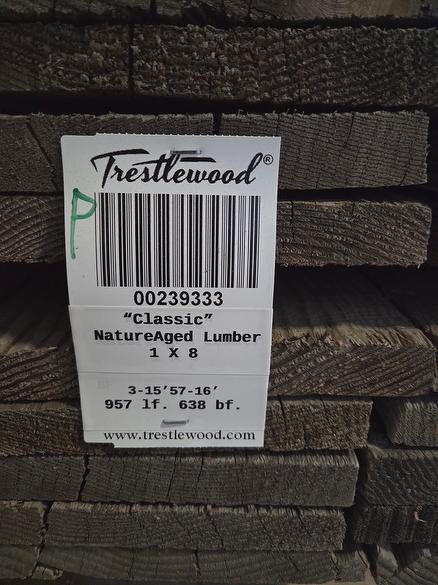 Trestlewood®
P
00239333
“Classic”
NatureAged Lumber
1 X 8
3-15’57-16’
957 lf. 638 bf.
www.trestlewood.com